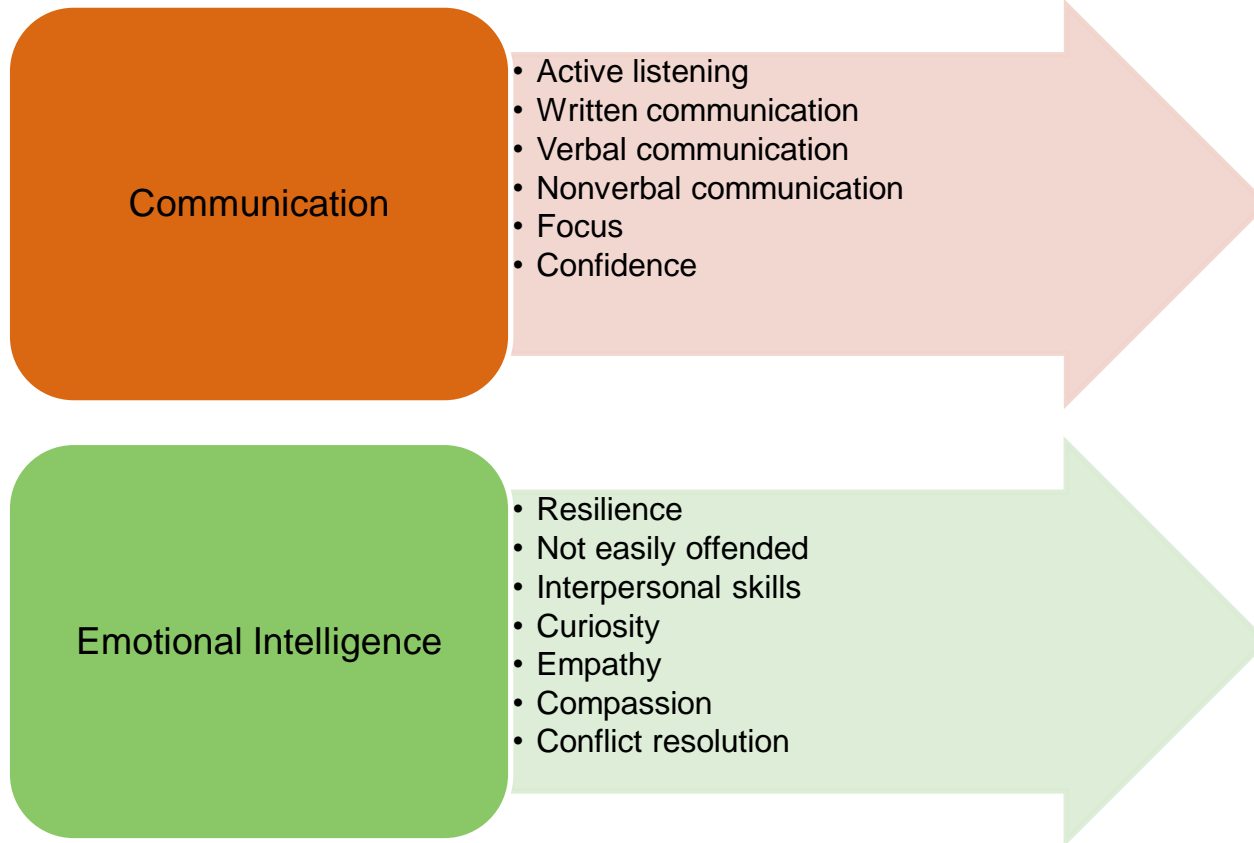 Communication
• Active listening
• Written communication
• Verbal communication
• Nonverbal communication
• Focus
• Confidence
Emotional Intelligence
• Resilience
• Not easily offended
• Interpersonal skills
• Curiosity
• Empathy
• Compassion
• Conflict resolution